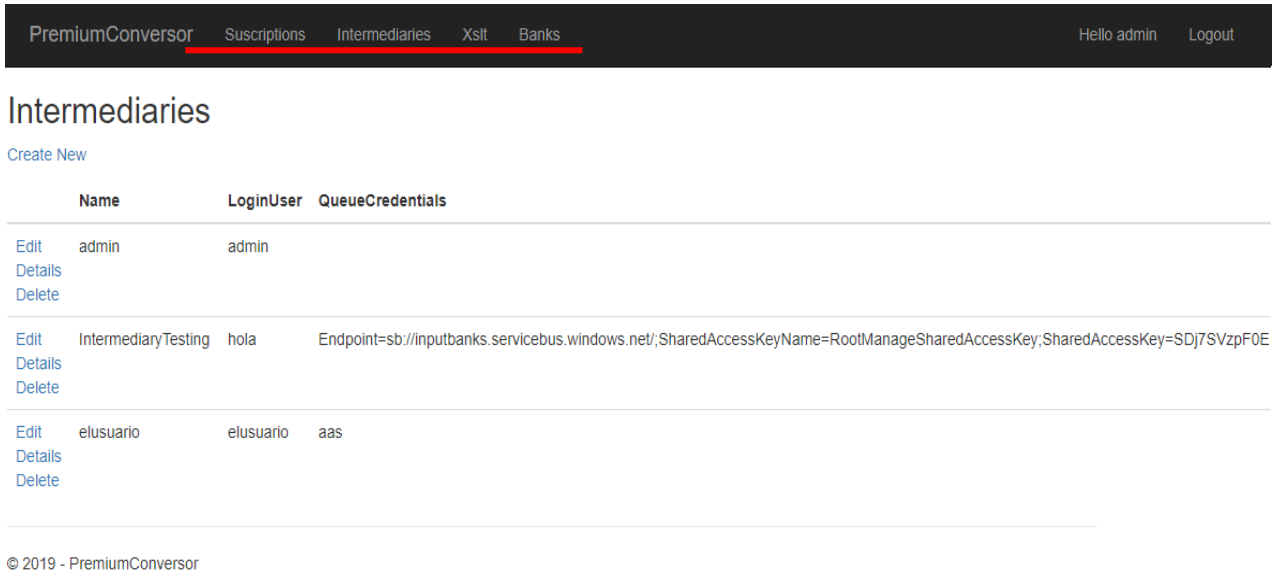 PremiumConversor Suscriptions Intermediaries Xslt Banks Hello admin Logout
Intermediaries
Create New
Name LoginUser QueueCredentials
Edit admin admin
Details
Delete
Edit IntermediaryTesting hola Endpoint=sb://inputbanks.servicebus.windows.net/;SharedAccessKeyName=RootManageSharedAccessKey;SharedAccessKey=SDj7SVzpF0E
Details
Delete
Edit elusuario elusuario aas
Details
Delete
© 2019 - PremiumConversor